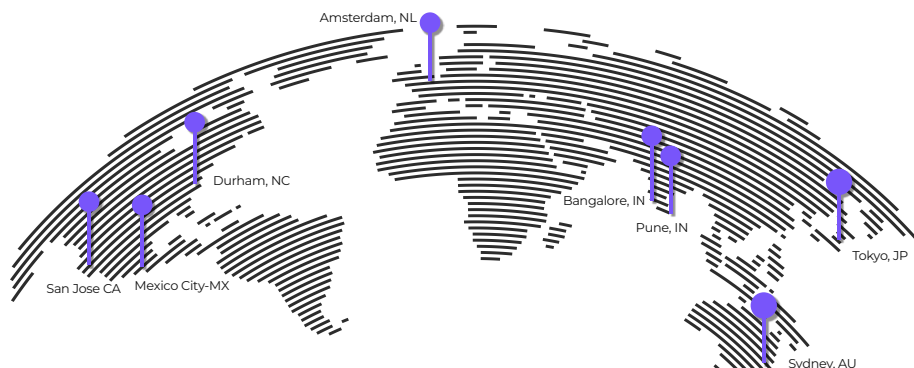 Amsterdam, NL
Durham, NC
Bangalore, IN
Pune, IN
Tokyo, JP
San Jose CA
Mexico City-MX
Sydney, AU